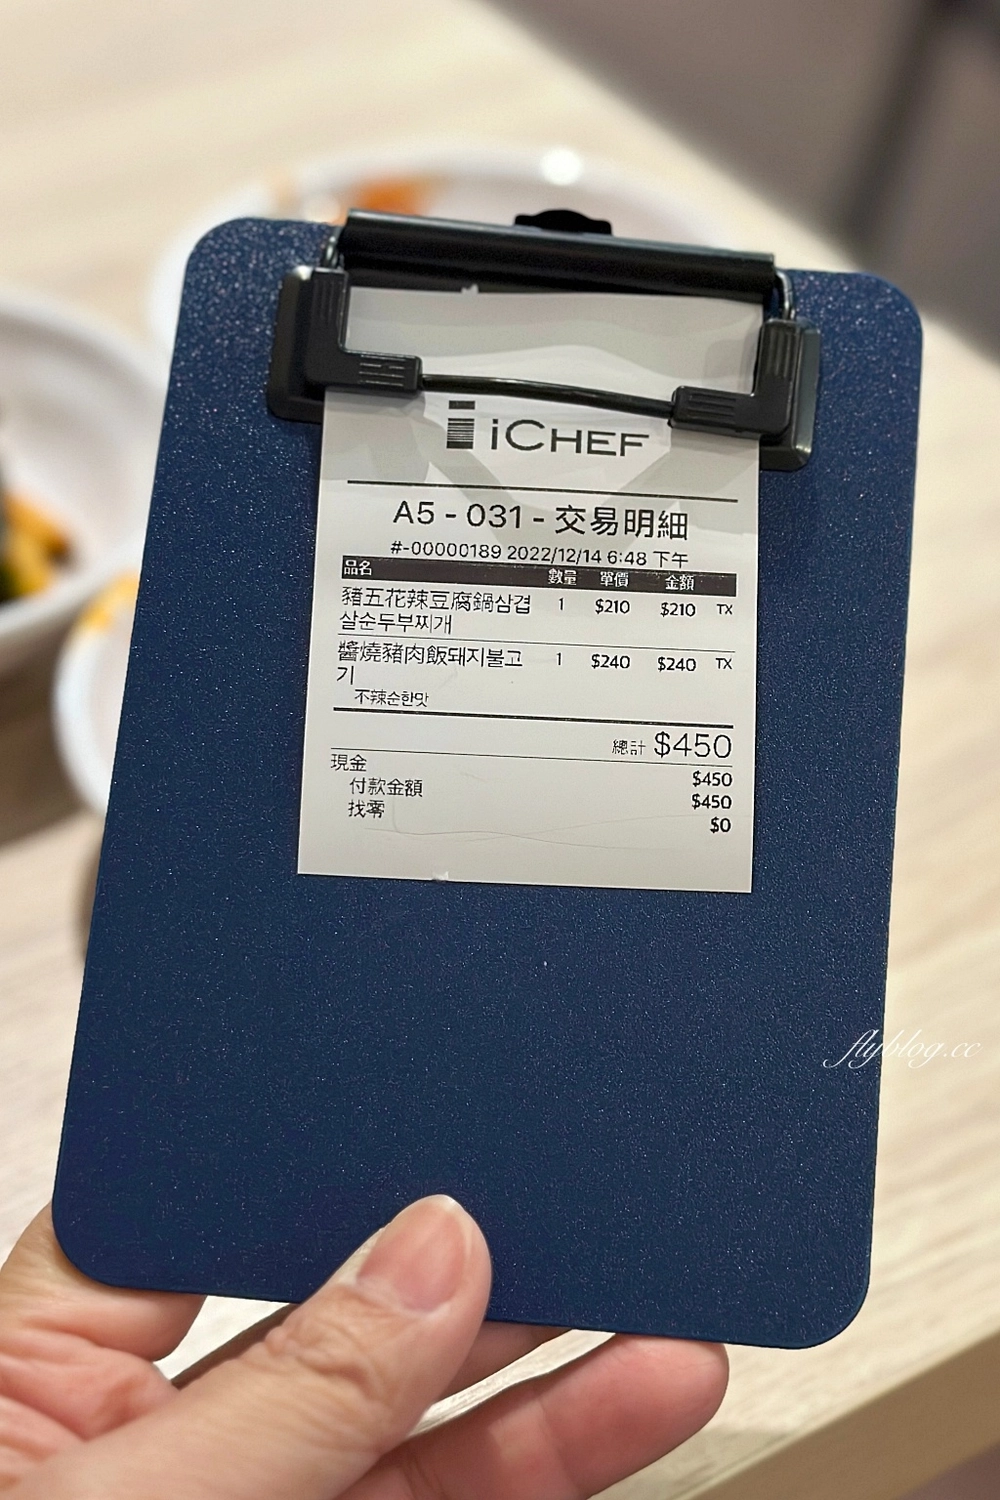 iCHEF
A5 - 031 - 交易明細
#-00000189 2022/12/14 6:48 下午
品名 數量 單價 金額
豬五花辣豆腐鍋삼겹 1 $210 $210 TX
살순두부찌개
醬燒豬肉飯돼지불고 1 $240 $240 TX
기
不辣순한맛
總計 $450
現金 $450
付款金額 $450
找零 $0
flyblog.cc